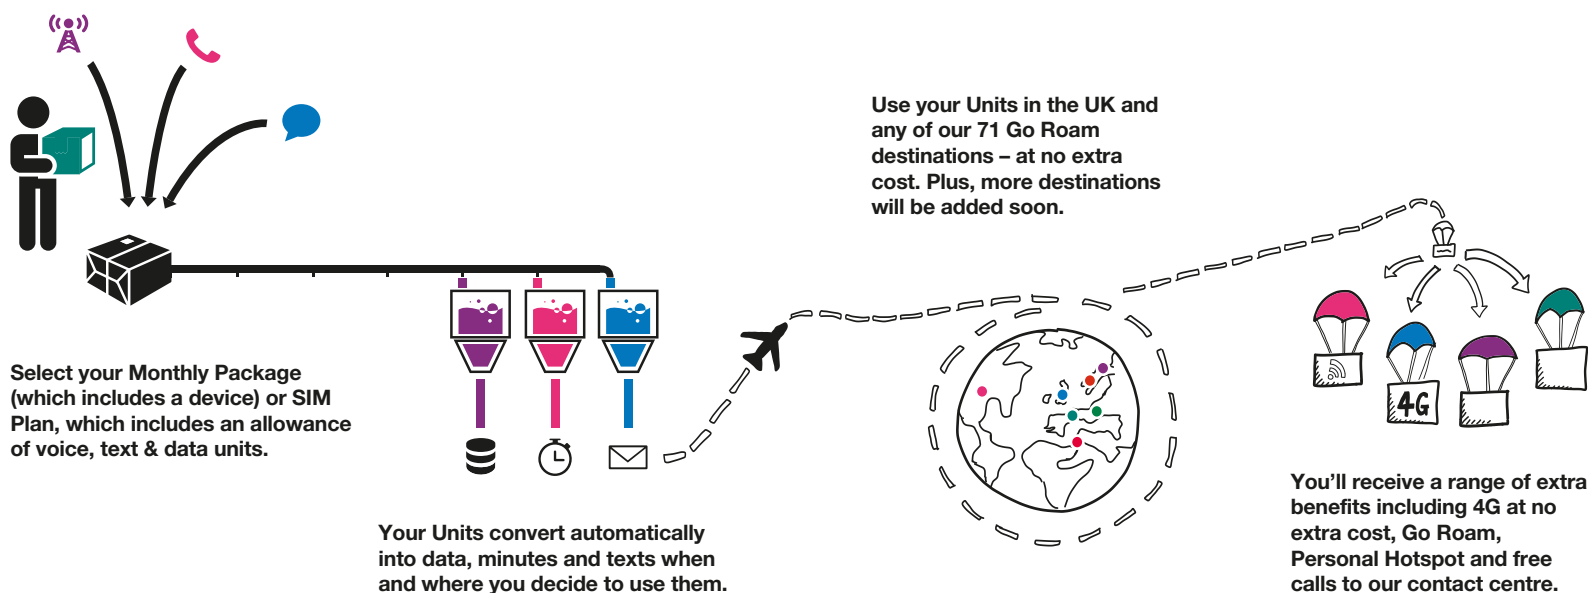 Select your Monthly Package
(which includes a device) or SIM
Plan, which includes an allowance
of voice, text & data units.
Your Units convert automatically
into data, minutes and texts when
and where you decide to use them.
Use your Units in the UK and
any of our 71 Go Roam
destinations – at no extra
cost. Plus, more destinations
will be added soon.
4G
You’ll receive a range of extra
benefits including 4G at no
extra cost, Go Roam,
Personal Hotspot and free
calls to our contact centre.